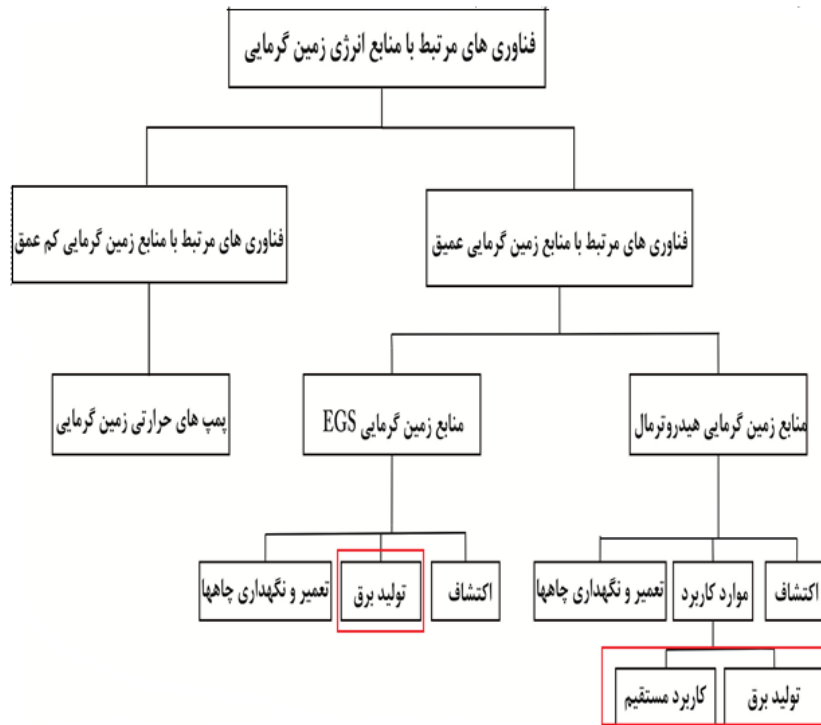 فناوری های مرتبط با منابع انرژی زمین گرمایی
فناوری های مرتبط با منابع زمین گرمایی عمیق
فناوری های مرتبط با منابع زمین گرمایی کم عمق
منابع زمین گرمایی هیدروترمال
منابع زمین گرمایی EGS
پمپ های حرارتی زمین گرمایی
اکتشاف
موارد کاربرد
تعمیر و نگهداری چاهها
اکتشاف
تولید برق
تعمیر و نگهداری چاهها
تولید برق
کاربرد مستقیم